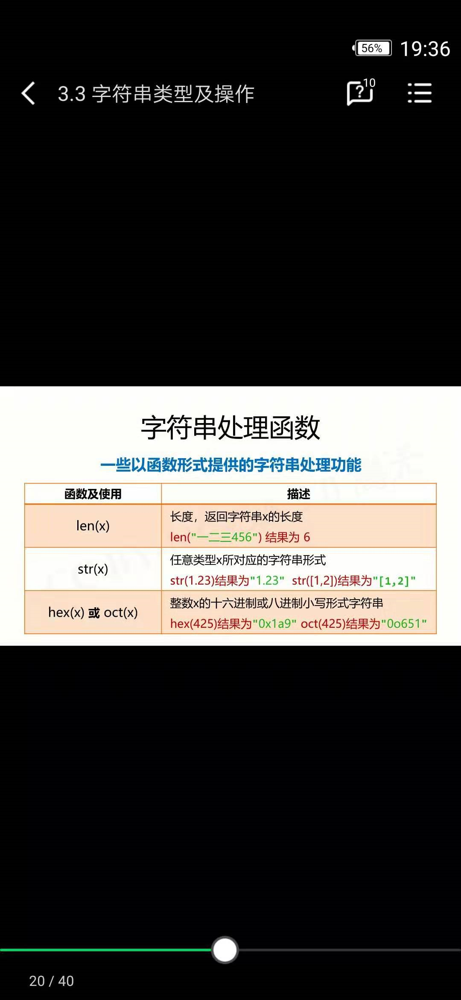 56% 19:36
3.3 字符串类型及操作
10
字符串处理函数
一些以函数形式提供的字符串处理功能
函数及使用 描述
len(x)
长度，返回字符串x的长度
len("一二三456") 结果为 6
str(x)
任意类型x所对应的字符串形式
str(1.23)结果为"1.23" str([1,2])结果为"[1,2]"
hex(x) 或 oct(x)
整数x的十六进制或八进制小写形式字符串
hex(425)结果为"0x1a9" oct(425)结果为"0o651"
20 / 40